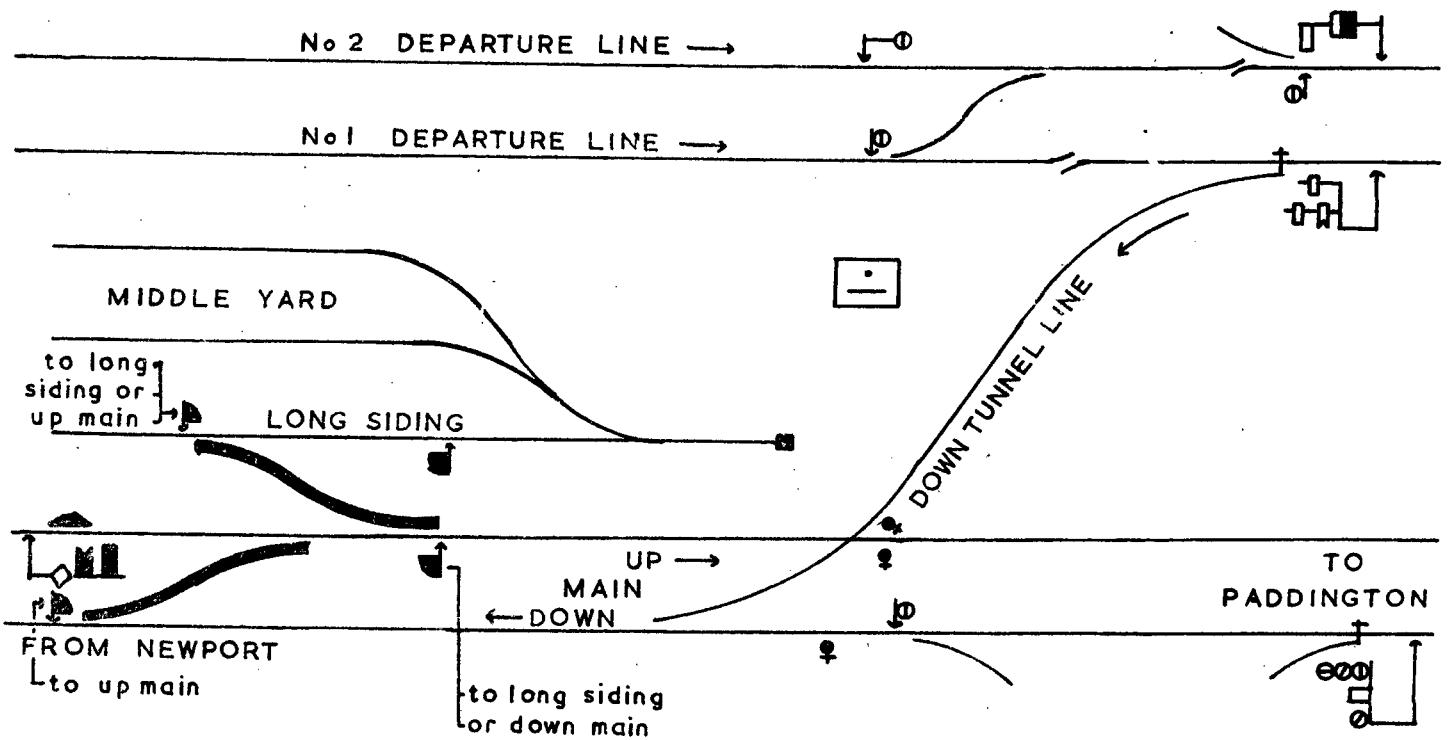 No 2 DEPARTURE LINE →
No 1 DEPARTURE LINE →
MIDDLE YARD
to long
siding or
up main
LONG SIDING
DOWN TUNNEL LINE
UP →
MAIN
← DOWN
TO
PADDINGTON
FROM NEWPORT
to up main
to long siding
or down main